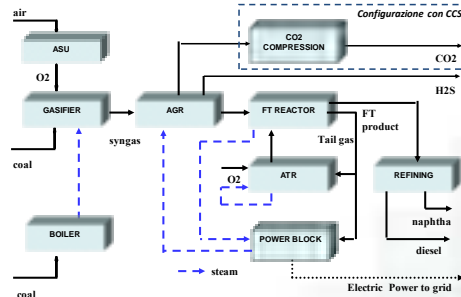 Configurazione con CCS
air
ASU
CO2
COMPRESSION
CO2
O2
H2S
GASIFIER
AGR
FT REACTOR
FT
product
syngas
Tail gas
coal
O2
ATR
REFINING
naphtha
BOILER
POWER BLOCK
diesel
steam
coal
Electric Power to grid